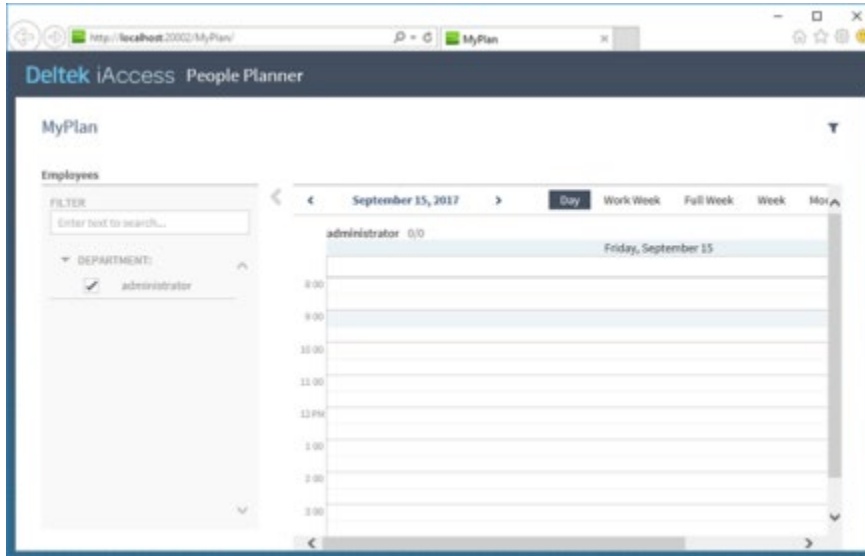 http://localhost:20002/MyPlan/
MyPlan
Deltek iAccess People Planner
MyPlan
Employees
FILTER
Enter text to search...
DEPARTMENT:
administrator
September 15, 2017
Day Work Week Full Week Week
administrator 0/0
Friday, September 15
8:00
9:00
10:00
11:00
12 PM
1:00
2:00
3:00